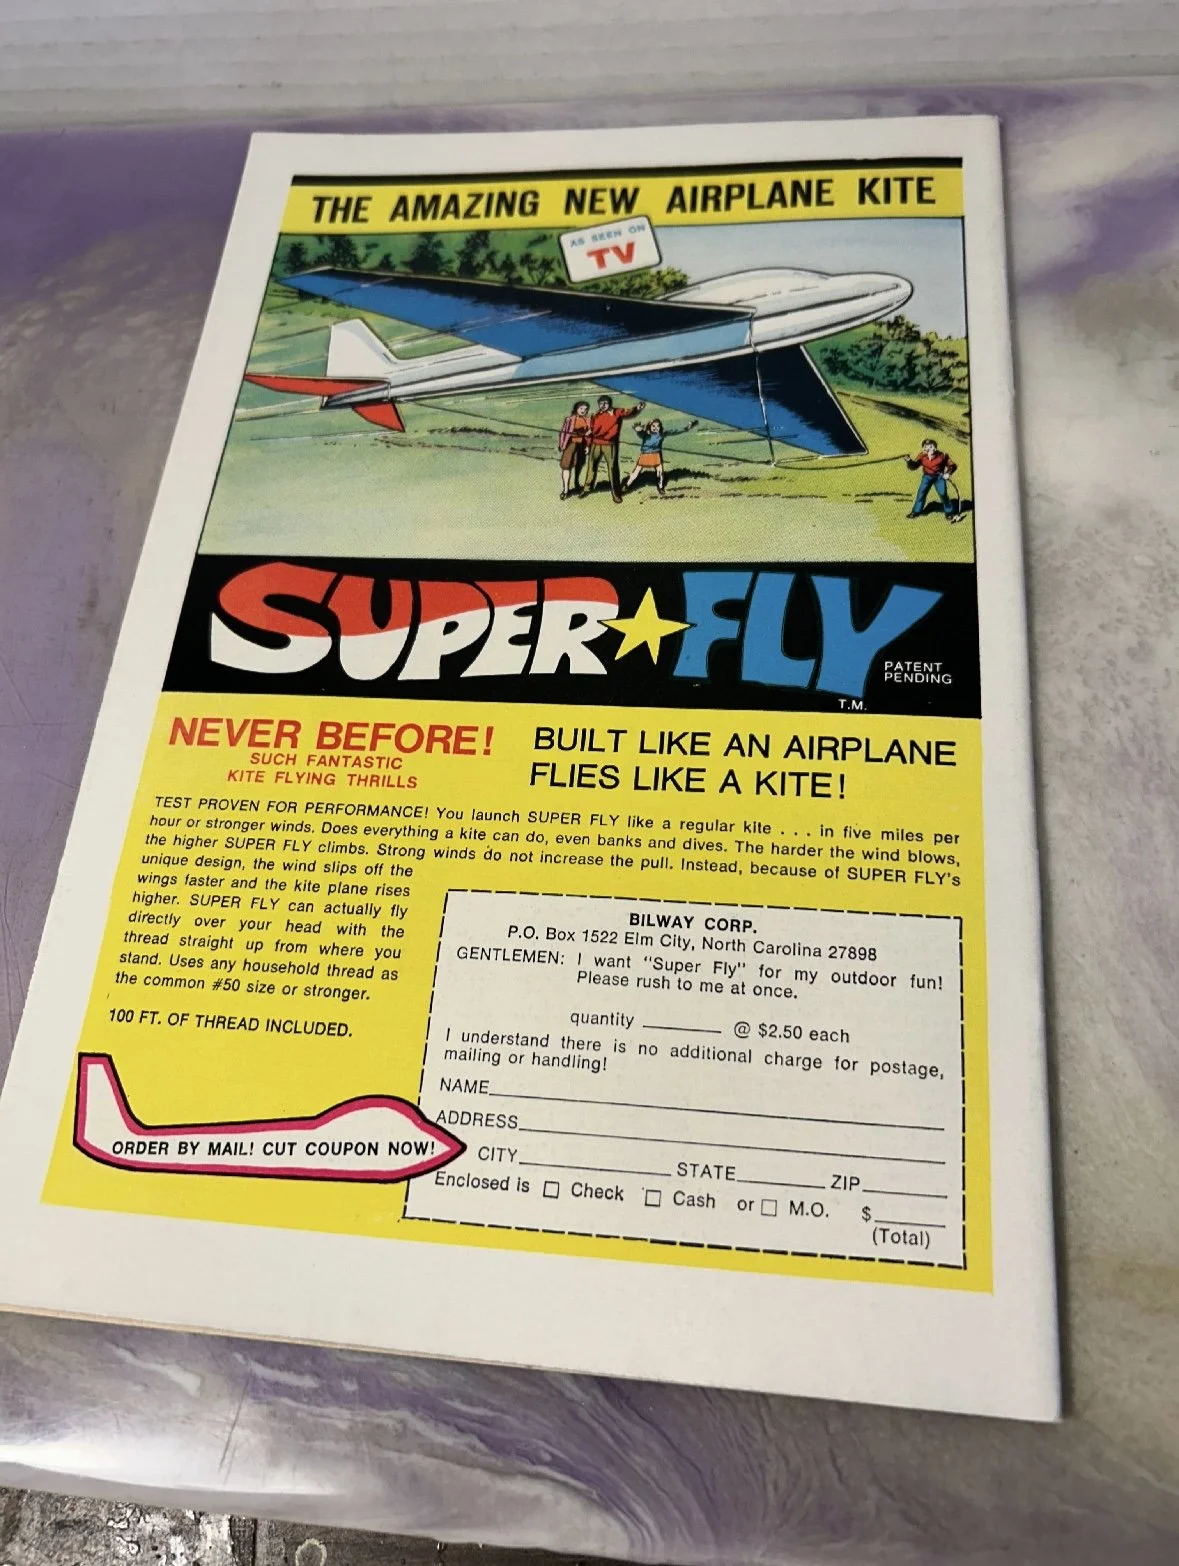 THE AMAZING NEW AIRPLANE KITE
AS SEEN ON
TV
SUPER FLY
PATENT
PENDING
T.M.
NEVER BEFORE!
SUCH FANTASTIC
KITE FLYING THRILLS
BUILT LIKE AN AIRPLANE
FLIES LIKE A KITE!
TEST PROVEN FOR PERFORMANCE! You launch SUPER FLY like a regular kite . . . in five miles per
hour or stronger winds. Does everything a kite can do, even banks and dives. The harder the wind blows,
the higher SUPER FLY climbs. Strong winds do not increase the pull. Instead, because of SUPER FLY'S
unique design, the wind slips off the
wings faster and the kite plane rises
higher. SUPER FLY can actually fly
directly over your head with the
thread straight up from where you
stand. Uses any household thread as
the common #50 size or stronger.
100 FT. OF THREAD INCLUDED.
ORDER BY MAIL! CUT COUPON NOW!
BILWAY CORP.
P.O. Box 1522 Elm City, North Carolina 27898
GENTLEMEN: I want "Super Fly" for my outdoor fun!
Please rush to me at once.
quantity ________ @ $2.50 each
I understand there is no additional charge for postage,
mailing or handling!
NAME
ADDRESS
CITY STATE ZIP
Enclosed is □ Check □ Cash or □ M.O. $
(Total)